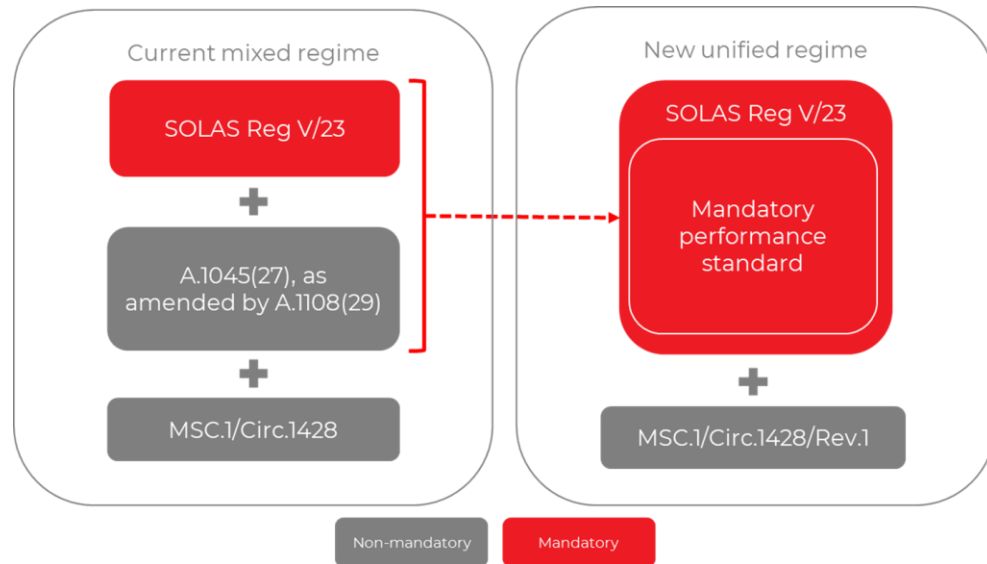 Current mixed regime
SOLAS Reg V/23
A.1045(27), as
amended by A.1108(29)
MSC.1/Circ.1428
New unified regime
SOLAS Reg V/23
Mandatory
performance
standard
MSC.1/Circ.1428/Rev.1
Non-mandatory
Mandatory